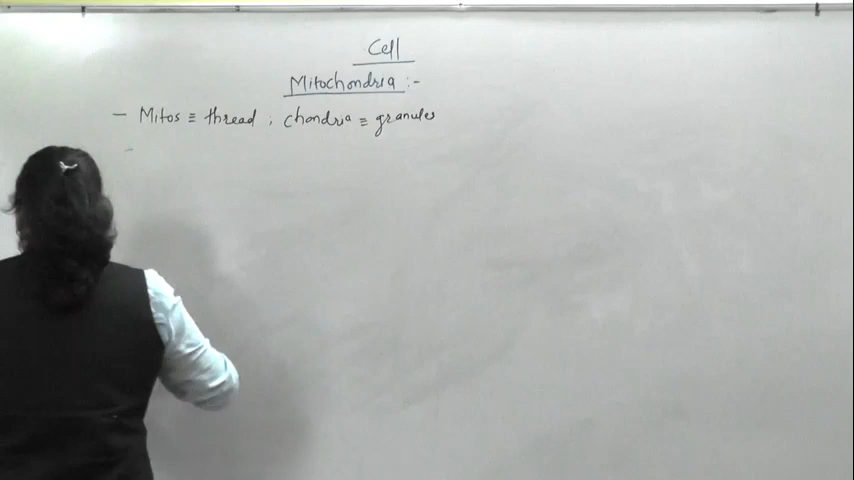 Cell
Mitochondria :-
- Mitos ≡ thread , chondria ≡ granules
-